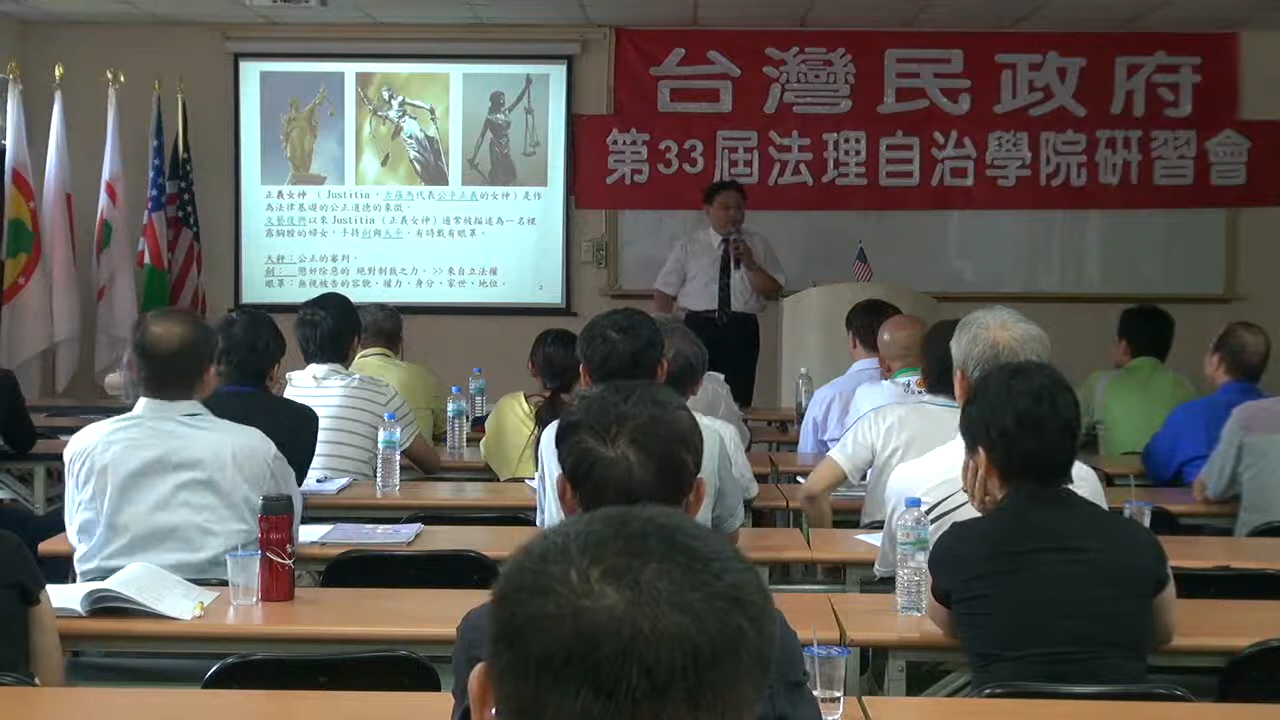 台灣民政府
第33屆法理自治學院研習會
正義女神 （Justitia，古羅馬代表公平正義的女神）是作
為法律基礎的公正道德的象徵。
文藝復興以來Justitia（正義女神）通常被描述為一名裸
露胸膛的婦女，手持劍與天平，有時戴有眼罩。
天秤：公正的審判。
劍： 懲奸除惡的 絕對制裁之力。>> 來自立法權
眼罩：無視被告的容貌，權力，身分，家世，地位。
2